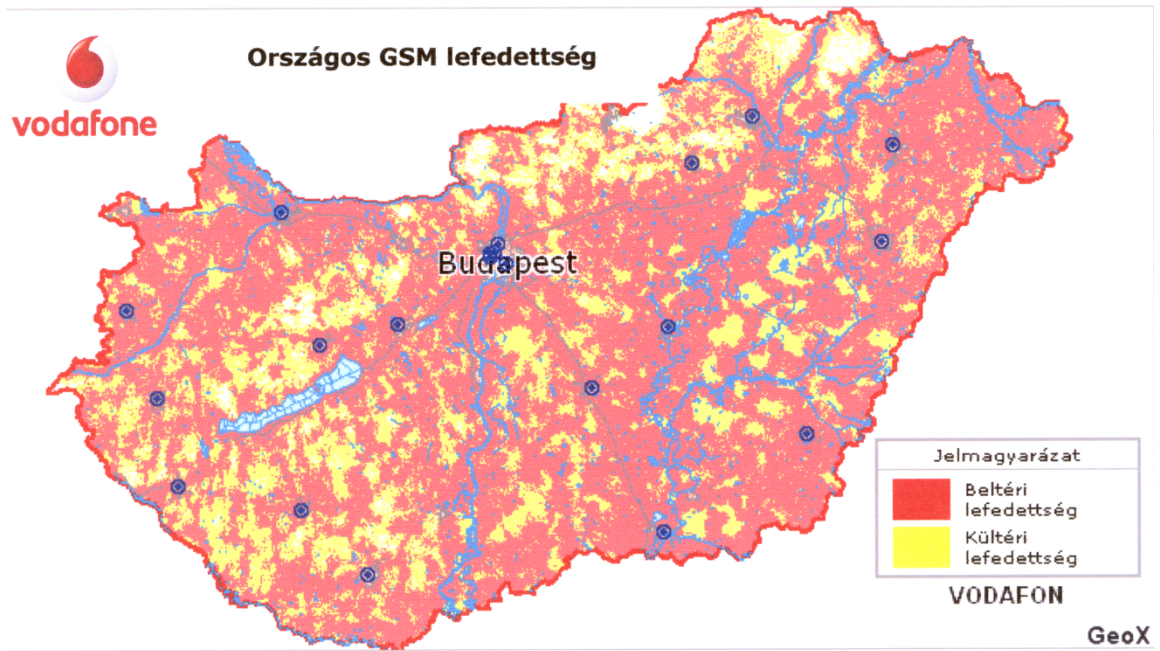 Országos GSM lefedettség
vodafone
Budapest
Jelmagyarázat
Beltéri
lefedettség
Kültéri
lefedettség
VODAFON
GeoX